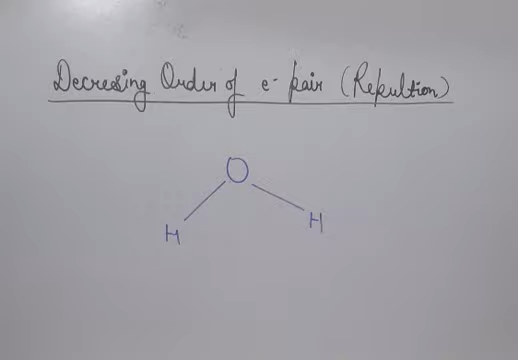 Decreasing Order of e- pair (Repultion)
O
H H